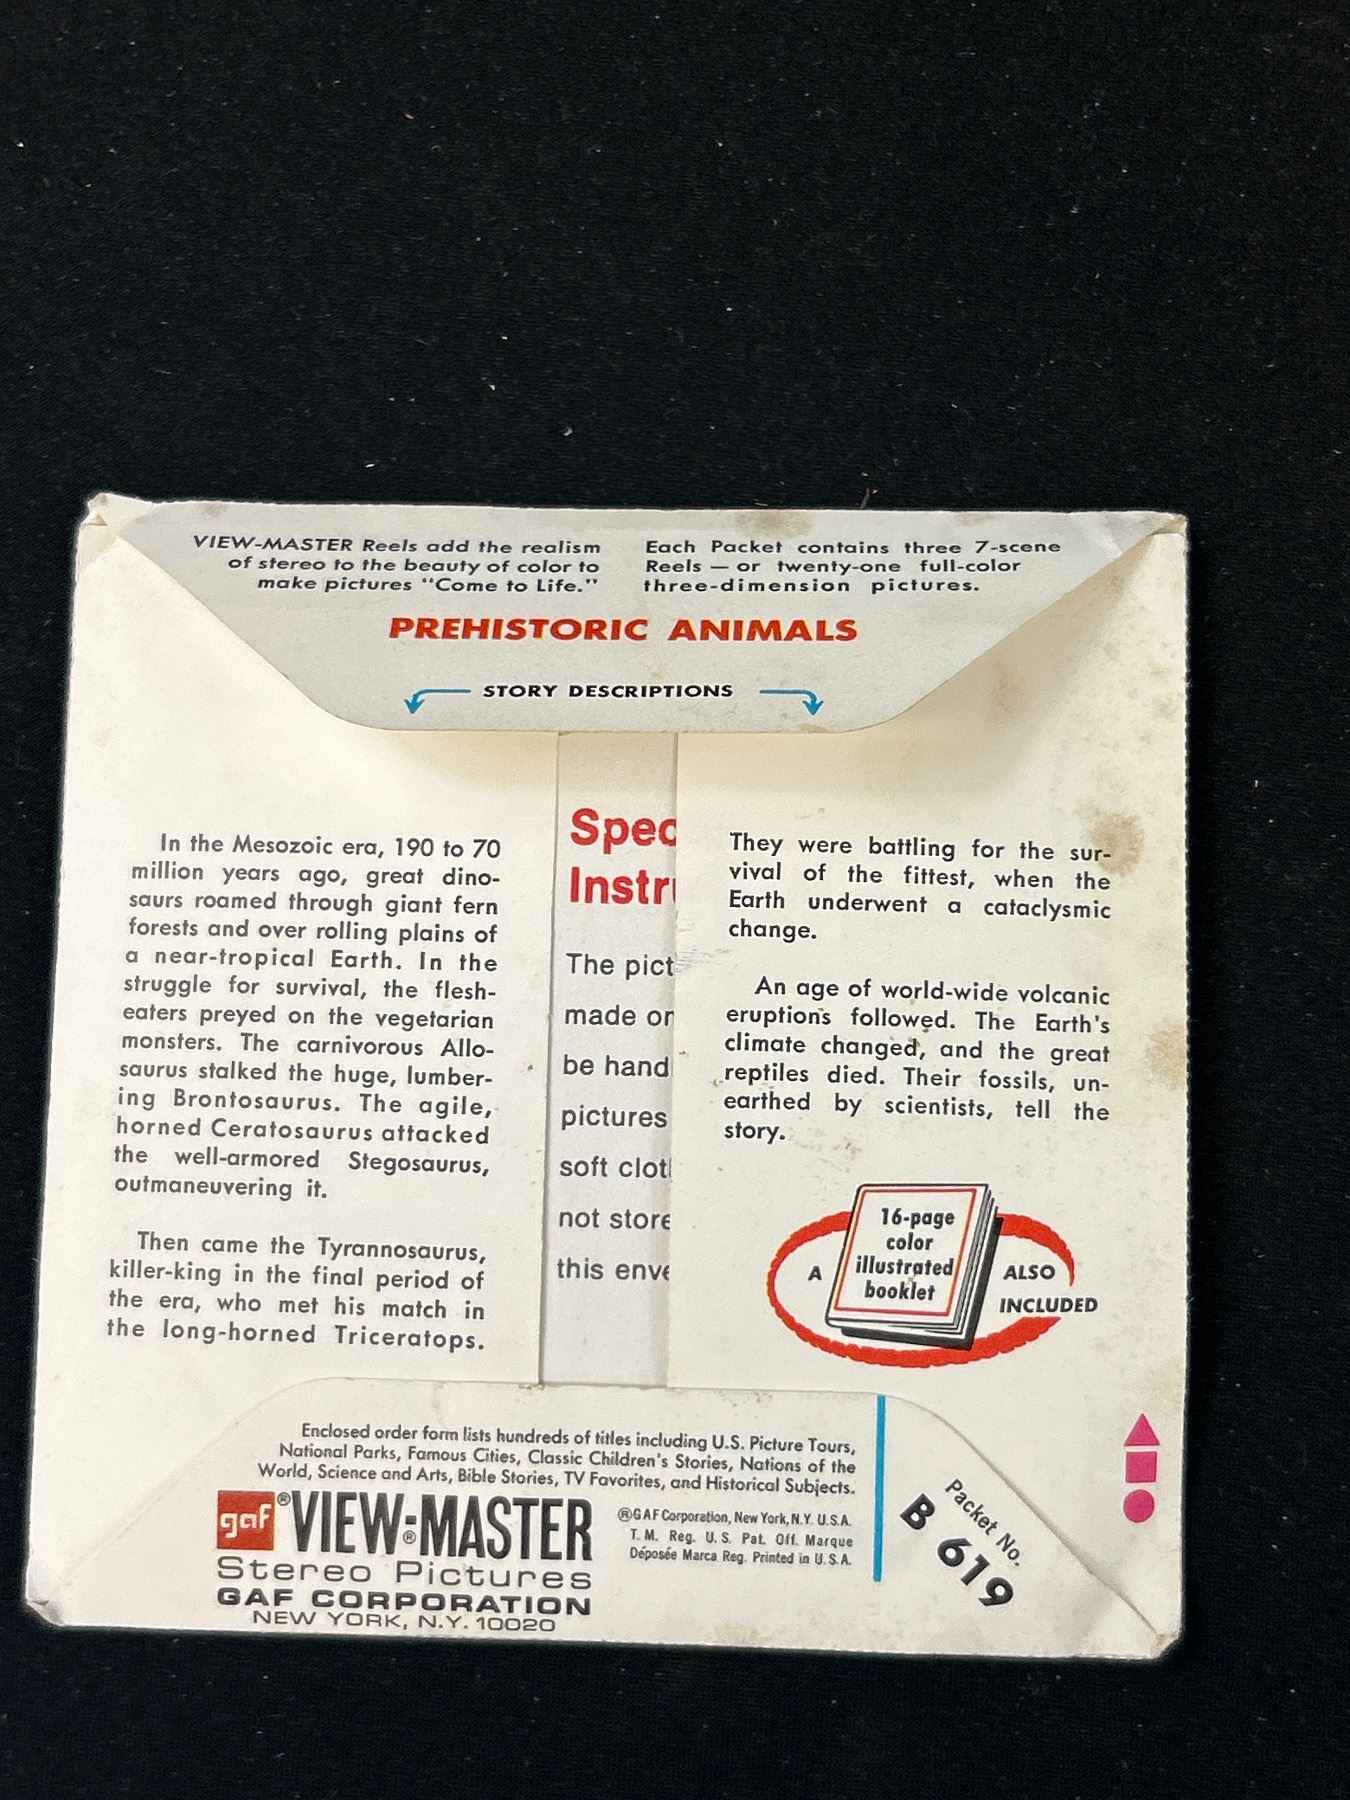 VIEW-MASTER Reels add the realism
of stereo to the beauty of color to
make pictures "Come to Life."
Each Packet contains three 7-scene
Reels — or twenty-one full-color
three-dimension pictures.
PREHISTORIC ANIMALS
STORY DESCRIPTIONS
In the Mesozoic era, 190 to 70
million years ago, great dino-
saurs roamed through giant fern
forests and over rolling plains of
a near-tropical Earth. In the
struggle for survival, the flesh-
eaters preyed on the vegetarian
monsters. The carnivorous Allo-
saurus stalked the huge, lumber-
ing Brontosaurus. The agile,
horned Ceratosaurus attacked
the well-armored Stegosaurus,
outmaneuvering it.
Then came the Tyrannosaurus,
killer-king in the final period of
the era, who met his match in
the long-horned Triceratops.
Spec
Instr
The pict
made or
be hand
pictures
soft clot
not store
this enve
They were battling for the sur-
vival of the fittest, when the
Earth underwent a cataclysmic
change.
An age of world-wide volcanic
eruptions followed. The Earth's
climate changed, and the great
reptiles died. Their fossils, un-
earthed by scientists, tell the
story.
A
16-page
color
illustrated
booklet
ALSO
INCLUDED
Enclosed order form lists hundreds of titles including U.S. Picture Tours,
National Parks, Famous Cities, Classic Children's Stories, Nations of the
World, Science and Arts, Bible Stories, TV Favorites, and Historical Subjects.
gaf ® VIEW-MASTER ®
Stereo Pictures
GAF CORPORATION
NEW YORK, N.Y. 10020
®GAF Corporation, New York, N.Y. U.S.A.
T.M. Reg. U.S. Pat. Off. Marque
Déposée Marca Reg. Printed in U.S.A.
Packet No.
B 619